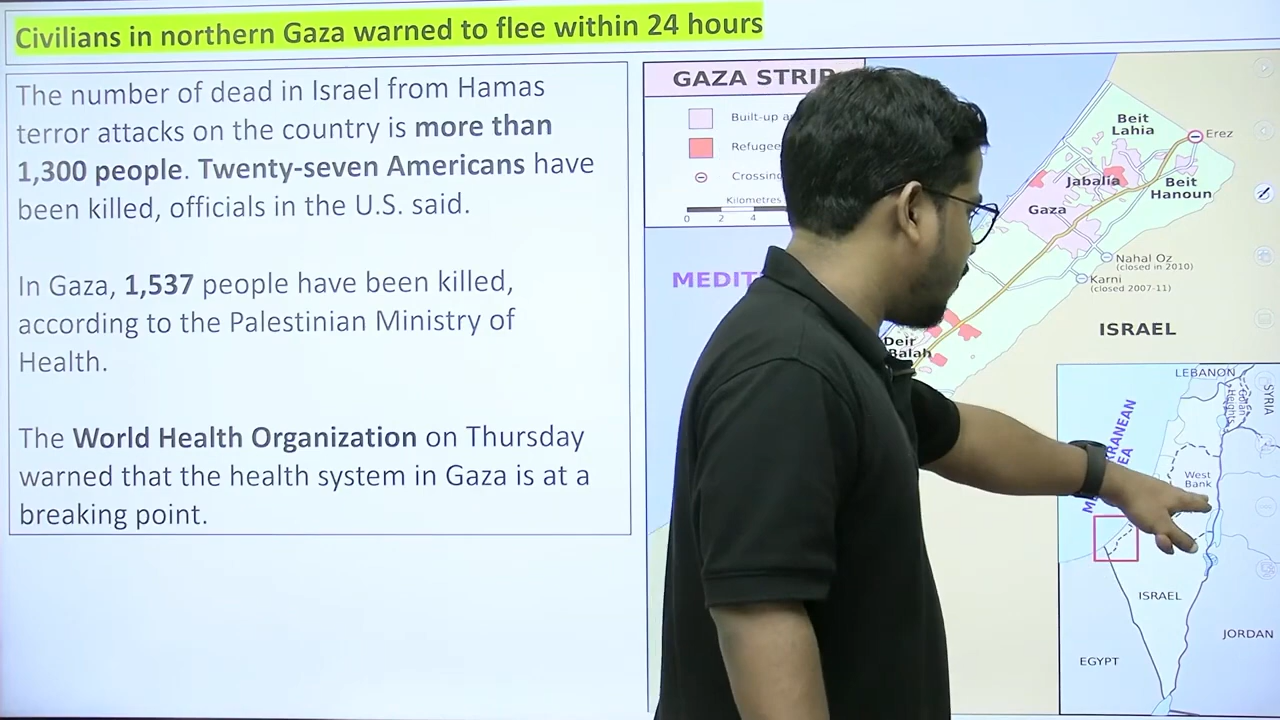 Civilians in northern Gaza warned to flee within 24 hours
The number of dead in Israel from Hamas
terror attacks on the country is more than
1,300 people. Twenty-seven Americans have
been killed, officials in the U.S. said.
In Gaza, 1,537 people have been killed,
according to the Palestinian Ministry of
Health.
The World Health Organization on Thursday
warned that the health system in Gaza is at a
breaking point.
GAZA STRIP
Built-up
Refugee
Crossing
Kilometres
0 2 4
Beit
Lahia
Erez
Jabalia
Beit
Hanoun
Gaza
Nahal Oz
(closed in 2010)
Karni
(closed 2007-11)
ISRAEL
Deir
Balah
LEBANON
SYRIA
Golan
Heights
West
Bank
ISRAEL
JORDAN
EGYPT